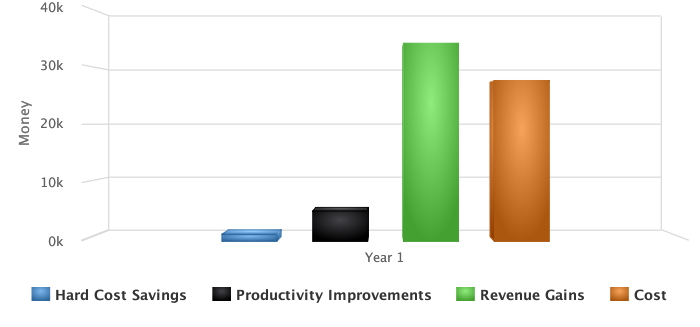 40k
30k
20k
10k
0k
Money
Year 1
Hard Cost Savings Productivity Improvements Revenue Gains Cost